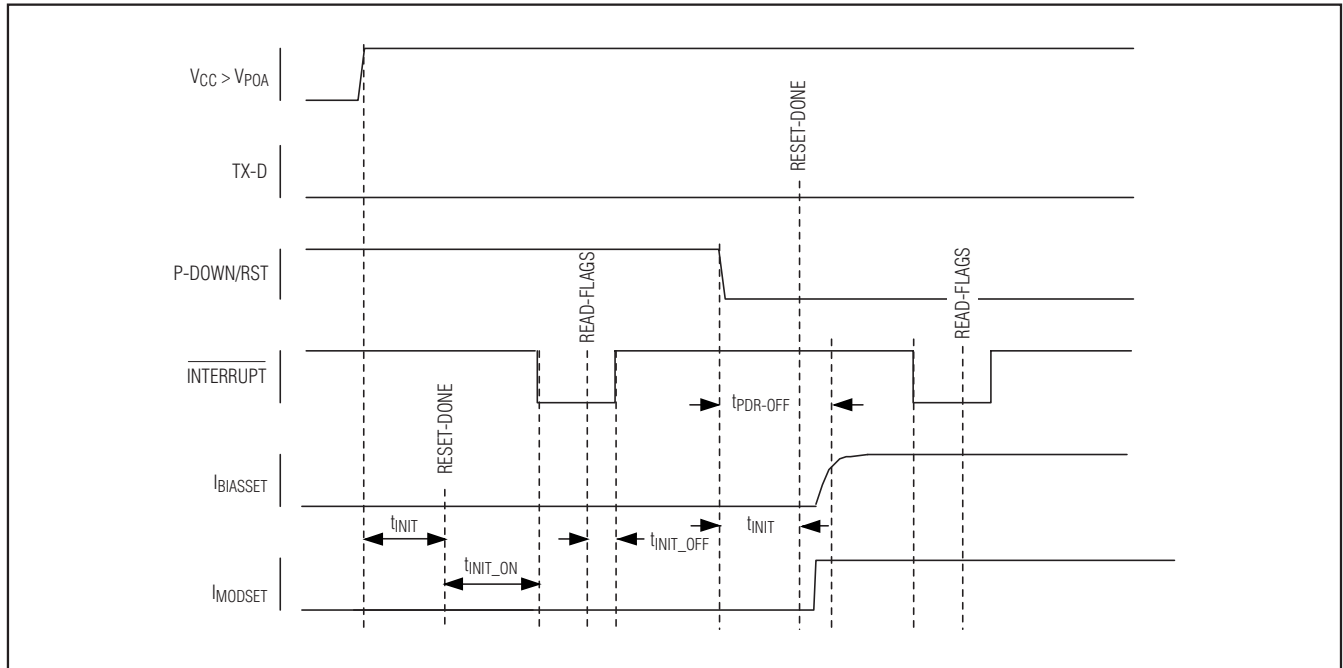 VCC > VPOA
RESET-DONE
TX-D
P-DOWN/RST
READ-FLAGS
READ-FLAGS
INTERRUPT
tPDR-OFF
RESET-DONE
IBIASSET
tINIT
tINIT_OFF
tINIT
tINIT_ON
IMODSET